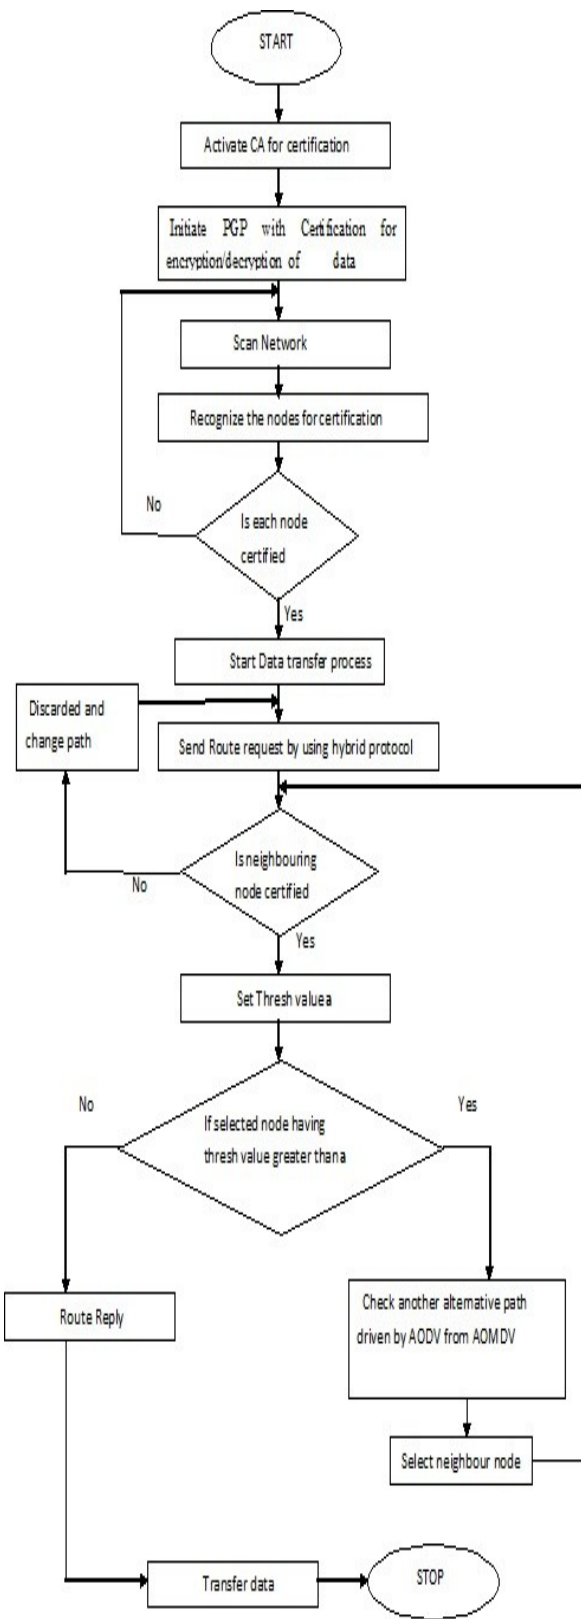 START
Activate CA for certification
Initiate PGP with Certification for
encryption/decryption of data
Scan Network
Recognize the nodes for certification
No
Is each node
certified
Yes
Start Data transfer process
Discarded and
change path
Send Route request by using hybrid protocol
Is neighbouring
node certified
No
Yes
Set Thresh value a
No
Yes
If selected node having
thresh value greater than a
Route Reply
Check another alternative path
driven by AODV from AOMDV
Select neighbour node
Transfer data
STOP